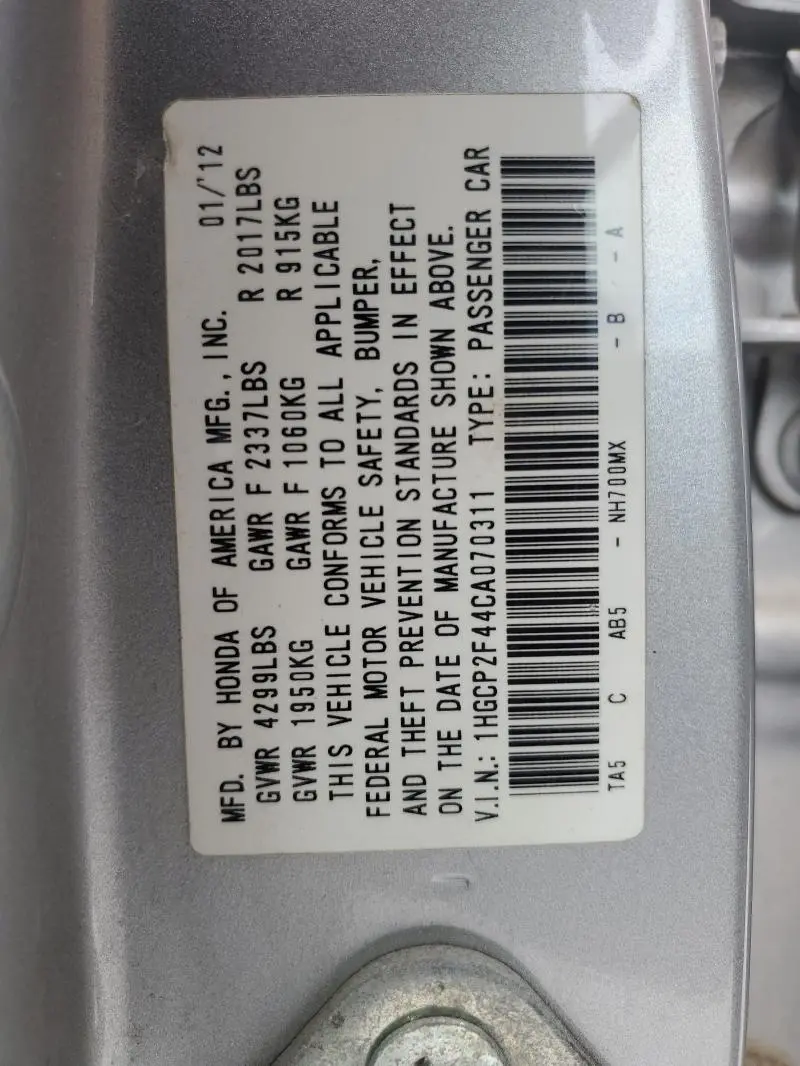 MFD. BY HONDA OF AMERICA MFG., INC. 01/'12
GVWR 4299LBS GAWR F 2337LBS R 2017LBS
GVWR 1950KG GAWR F 1060KG R 915KG
THIS VEHICLE CONFORMS TO ALL APPLICABLE
FEDERAL MOTOR VEHICLE SAFETY, BUMPER,
AND THEFT PREVENTION STANDARDS IN EFFECT
ON THE DATE OF MANUFACTURE SHOWN ABOVE.
V.I.N.: 1HGCP2F44CA070311 TYPE: PASSENGER CAR
TA5 C AB5 - NH700MX - B - A